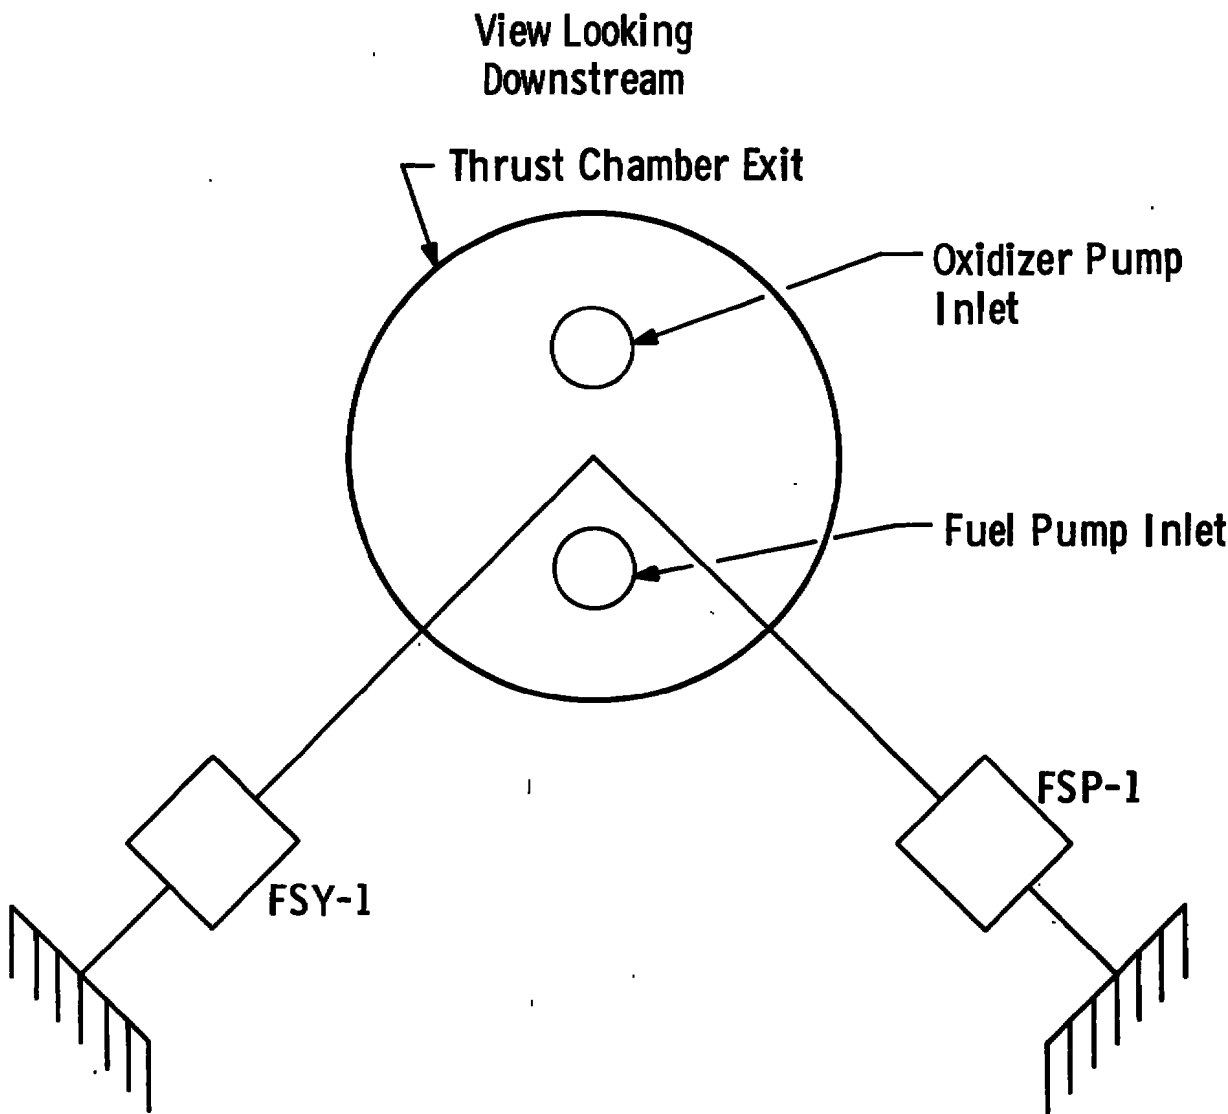 View Looking
Downstream
Thrust Chamber Exit
Oxidizer Pump
Inlet
Fuel Pump Inlet
FSP-1
FSY-1